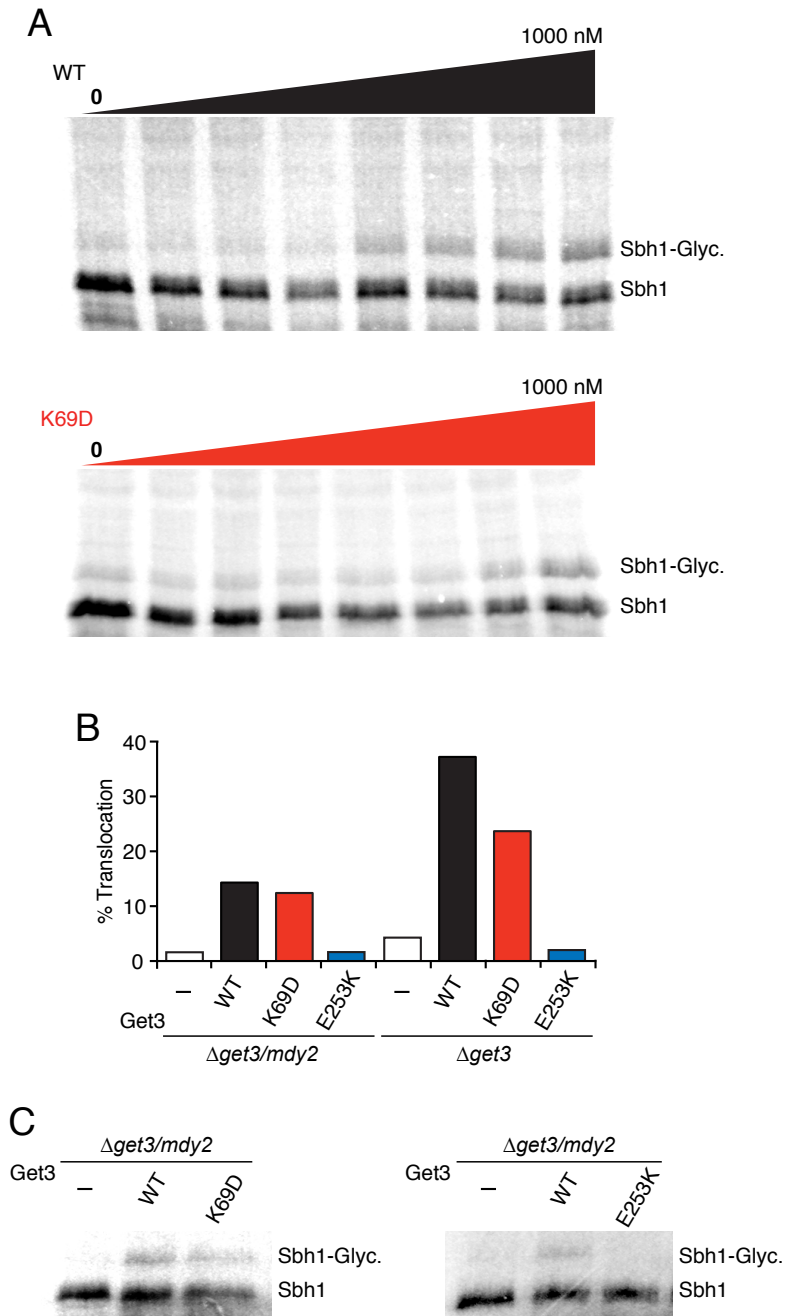 A
1000 nM
WT
0
Sbh1-Glyc.
Sbh1
1000 nM
K69D
0
Sbh1-Glyc.
Sbh1
B
40
30
20
10
0
% Translocation
– WT K69D E253K – WT K69D E253K
Get3
Δget3/mdy2 Δget3
C
Δget3/mdy2 Δget3/mdy2
Get3 – WT K69D Get3 – WT E253K
Sbh1-Glyc. Sbh1-Glyc.
Sbh1 Sbh1